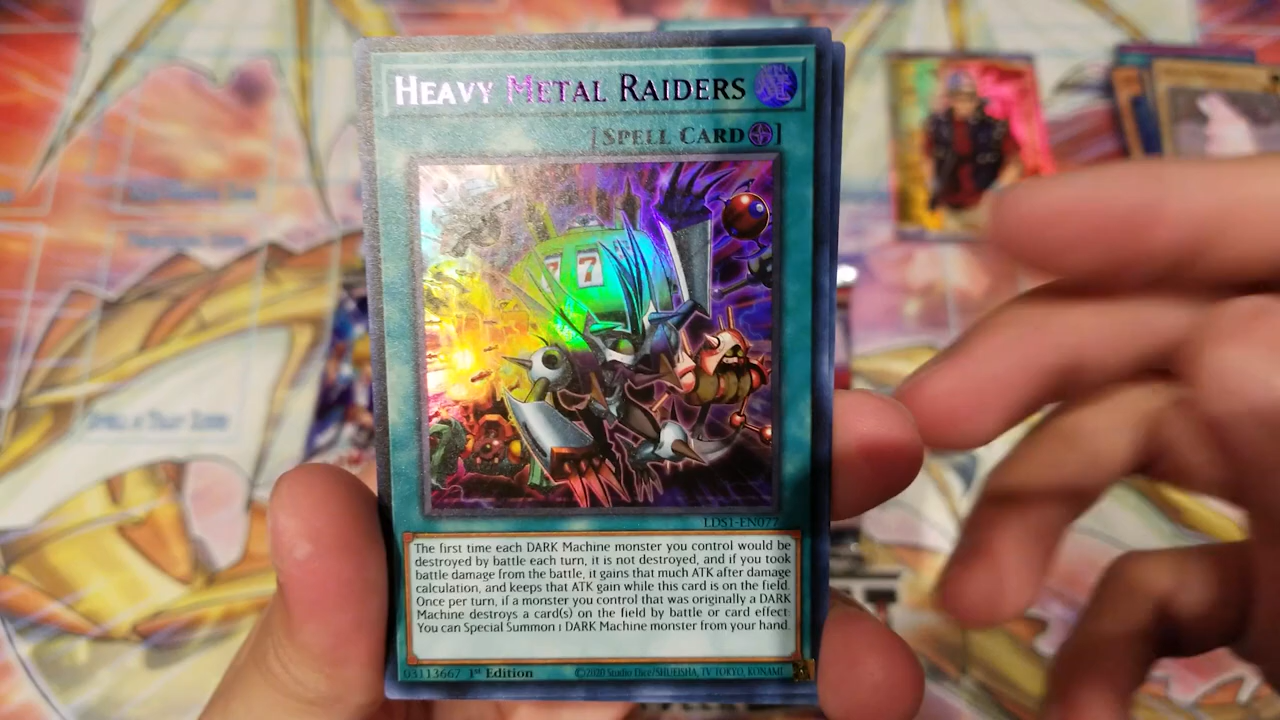 HEAVY METAL RAIDERS
[SPELL CARD]
7 7
LDS1-EN077
The first time each DARK Machine monster you control would be
destroyed by battle each turn, it is not destroyed, and if you took
battle damage from the battle, it gains that much ATK after damage
calculation, and keeps that ATK gain while this card is on the field.
Once per turn, if a monster you control that was originally a DARK
Machine destroys a card(s) on the field by battle or card effect:
You can Special Summon 1 DARK Machine monster from your hand.
03113667 1st Edition ©2020 Studio Dice/SHUEISHA, TV TOKYO, KONAMI